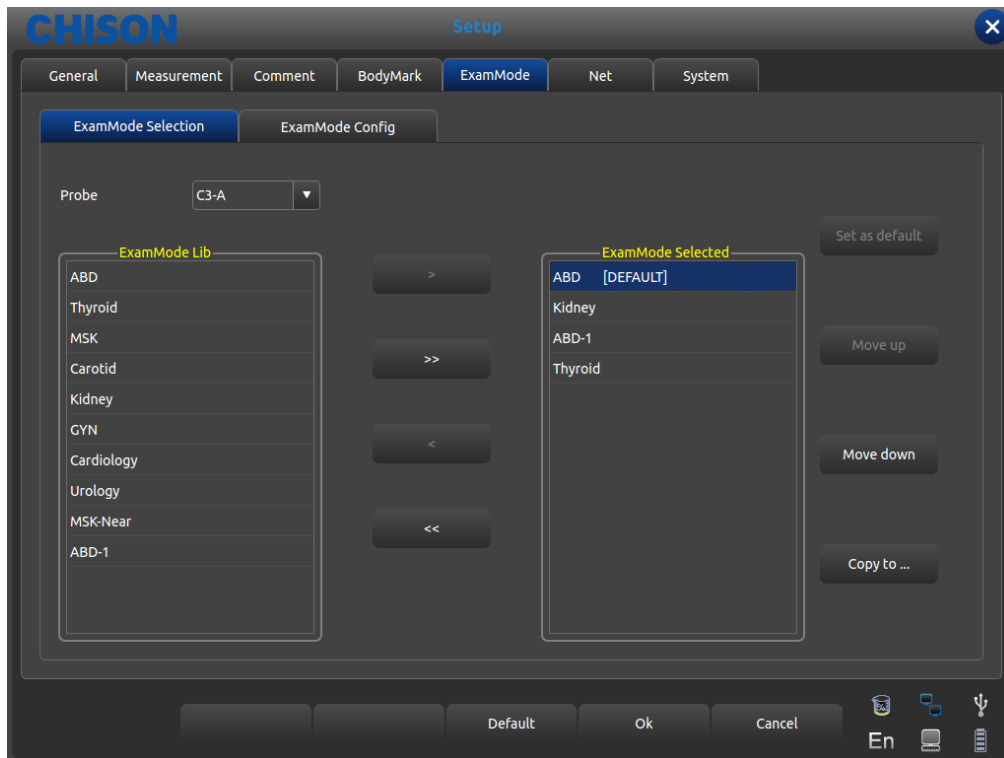 CHISON
Setup
General Measurement Comment BodyMark ExamMode Net System
ExamMode Selection ExamMode Config
Probe C3-A
Set as default
ExamMode Lib
ABD
Thyroid
MSK
Carotid
Kidney
GYN
Cardiology
Urology
MSK-Near
ABD-1
>
>>
<
<<
ExamMode Selected
ABD [DEFAULT]
Kidney
ABD-1
Thyroid
Move up
Move down
Copy to ...
Default Ok Cancel
En